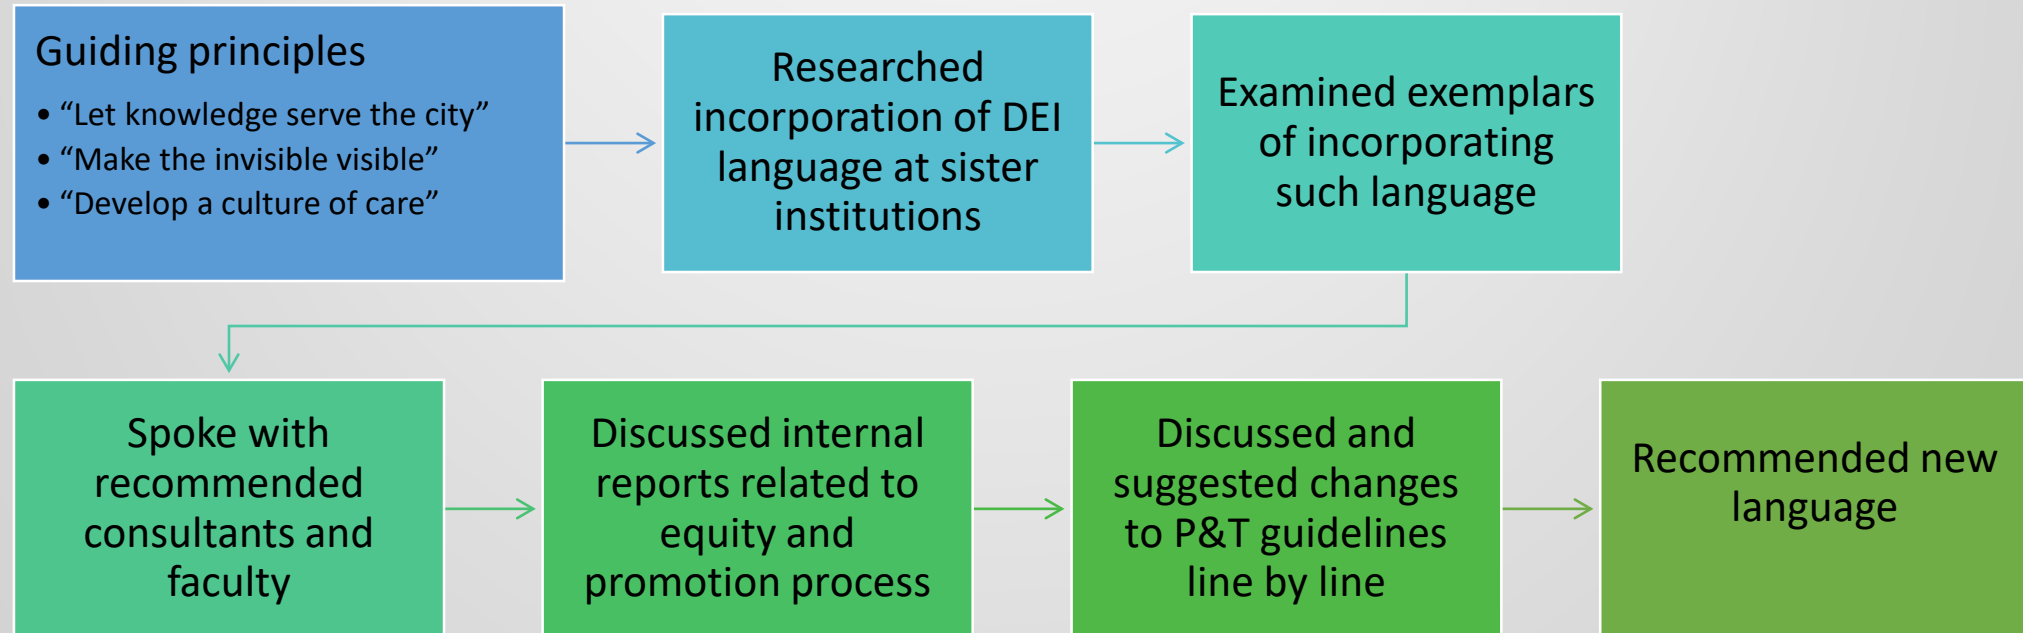 Guiding principles
• “Let knowledge serve the city”
• “Make the invisible visible”
• “Develop a culture of care”
Researched
incorporation of DEI
language at sister
institutions
Examined exemplars
of incorporating
such language
Spoke with
recommended
consultants and
faculty
Discussed internal
reports related to
equity and
promotion process
Discussed and
suggested changes
to P&T guidelines
line by line
Recommended new
language